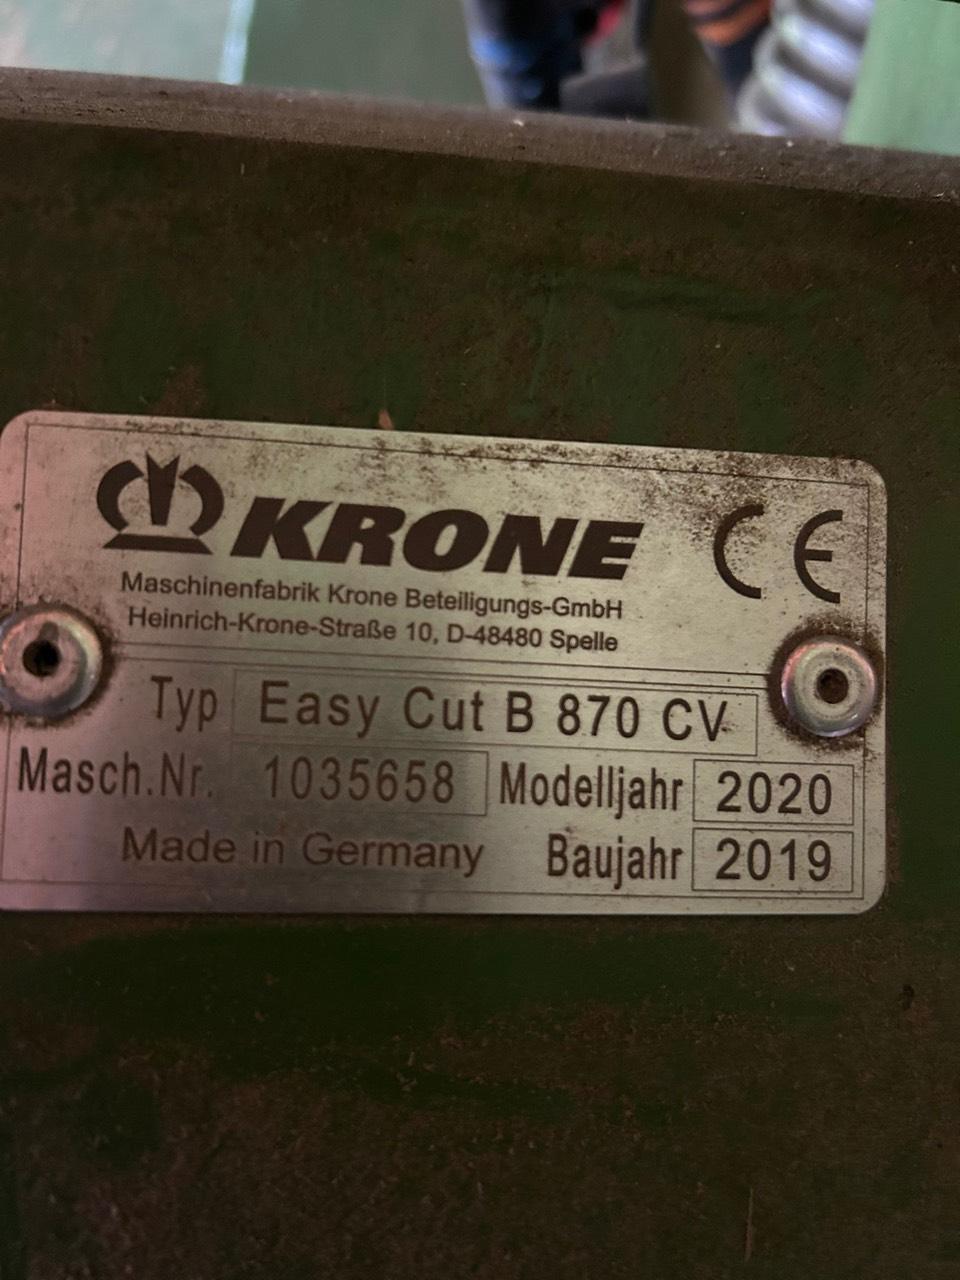 KRONE CE
Maschinenfabrik Krone Beteiligungs-GmbH
Heinrich-Krone-Straße 10, D-48480 Spelle
Typ Easy Cut B 870 CV
Masch.Nr. 1035658 Modelljahr 2020
Made in Germany Baujahr 2019